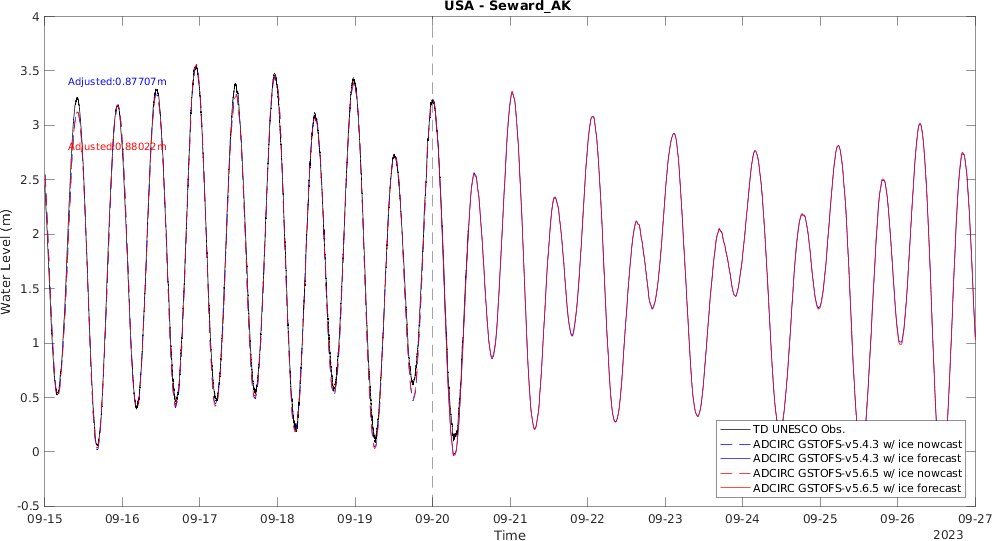 USA - Seward_AK
4
3.5
3
2.5
2
1.5
1
0.5
0
-0.5
Water Level (m)
Adjusted:0.87707m
Adjusted:0.88022m
TD UNESCO Obs.
ADCIRC GSTOFS-v5.4.3 w/ ice nowcast
ADCIRC GSTOFS-v5.4.3 w/ ice forecast
ADCIRC GSTOFS-v5.6.5 w/ ice nowcast
ADCIRC GSTOFS-v5.6.5 w/ ice forecast
09-15 09-16 09-17 09-18 09-19 09-20 09-21 09-22 09-23 09-24 09-25 09-26 09-27
Time
2023